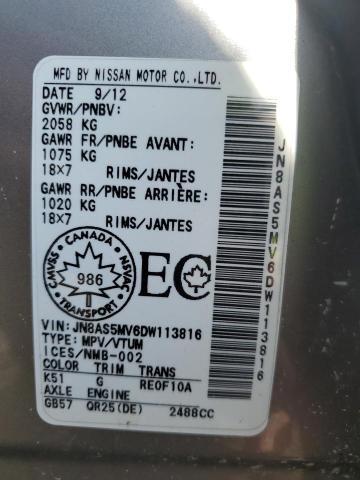 MFD BY NISSAN MOTOR CO.,LTD.
DATE 9/12
GVWR/PNBV:
2058 KG
GAWR FR/PNBE AVANT:
1075 KG
18x7 RIMS/JANTES
GAWR RR/PNBE ARRIÈRE:
1020 KG
18x7 RIMS/JANTES
CANADA
CMVSS NSVAC
986
TRANSPORT
EC
VIN: JN8AS5MV6DW113816
TYPE: MPV/VTUM
ICES/NMB-002
COLOR TRIM TRANS
K51 G RE0F10A
AXLE ENGINE
GB57 QR25(DE) 2488CC
JN8AS5MV6DW113816